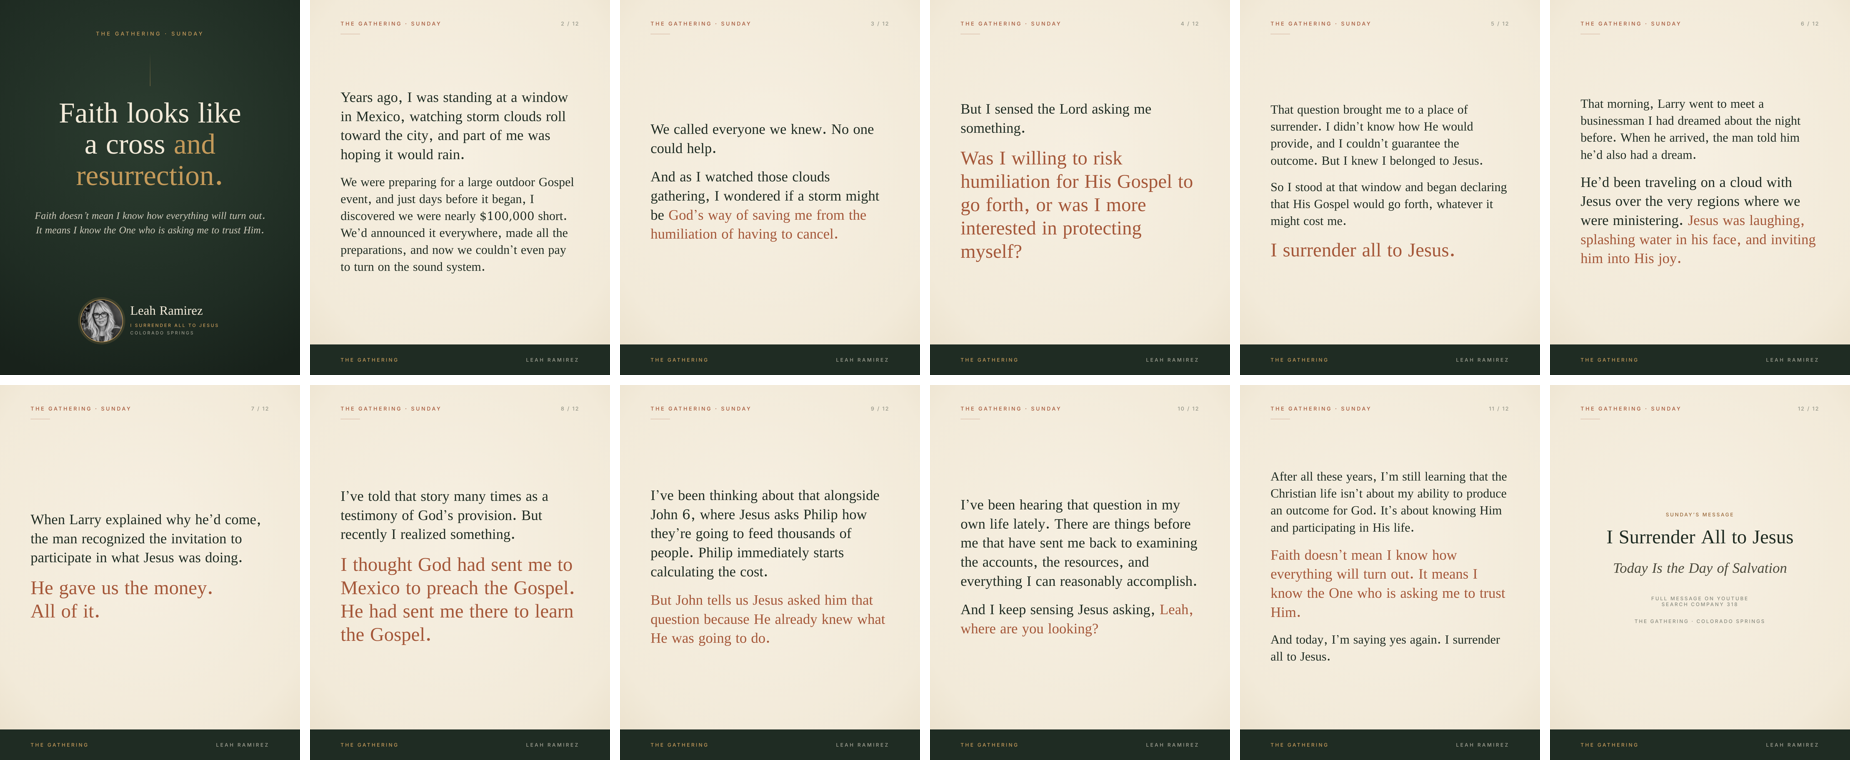 THE GATHERING · SUNDAY
Faith looks like
a cross and
resurrection.
Faith doesn't mean I know how everything will turn out.
It means I know the One who is asking me to trust Him.
Leah Ramirez
I SURRENDER ALL TO JESUS
COLORADO SPRINGS
THE GATHERING · SUNDAY
2 / 12
Years ago, I was standing at a window
in Mexico, watching storm clouds roll
toward the city, and part of me was
hoping it would rain.
We were preparing for a large outdoor Gospel
event, and just days before it began, I
discovered we were nearly $100,000 short.
We'd announced it everywhere, made all the
preparations, and now we couldn't even pay
to turn on the sound system.
THE GATHERING
LEAH RAMIREZ
THE GATHERING · SUNDAY
3 / 12
We called everyone we knew. No one
could help.
And as I watched those clouds
gathering, I wondered if a storm might
be God's way of saving me from the
humiliation of having to cancel.
THE GATHERING
LEAH RAMIREZ
THE GATHERING · SUNDAY
4 / 12
But I sensed the Lord asking me
something.
Was I willing to risk
humiliation for His Gospel to
go forth, or was I more
interested in protecting
myself?
THE GATHERING
LEAH RAMIREZ
THE GATHERING · SUNDAY
5 / 12
That question brought me to a place of
surrender. I didn't know how He would
provide, and I couldn't guarantee the
outcome. But I knew I belonged to Jesus.
So I stood at that window and began declaring
that His Gospel would go forth, whatever it
might cost me.
I surrender all to Jesus.
THE GATHERING
LEAH RAMIREZ
THE GATHERING · SUNDAY
6 / 12
That morning, Larry went to meet a
businessman I had dreamed about the night
before. When he arrived, the man told him
he'd also had a dream.
He'd been traveling on a cloud with
Jesus over the very regions where we
were ministering. Jesus was laughing,
splashing water in his face, and inviting
him into His joy.
THE GATHERING
LEAH RAMIREZ
THE GATHERING · SUNDAY
7 / 12
When Larry explained why he'd come,
the man recognized the invitation to
participate in what Jesus was doing.
He gave us the money.
All of it.
THE GATHERING
LEAH RAMIREZ
THE GATHERING · SUNDAY
8 / 12
I've told that story many times as a
testimony of God's provision. But
recently I realized something.
I thought God had sent me to
Mexico to preach the Gospel.
He had sent me there to learn
the Gospel.
THE GATHERING
LEAH RAMIREZ
THE GATHERING · SUNDAY
9 / 12
I've been thinking about that alongside
John 6, where Jesus asks Philip how
they're going to feed thousands of
people. Philip immediately starts
calculating the cost.
But John tells us Jesus asked him that
question because He already knew what
He was going to do.
THE GATHERING
LEAH RAMIREZ
THE GATHERING · SUNDAY
10 / 12
I've been hearing that question in my
own life lately. There are things before
me that have sent me back to examining
the accounts, the resources, and
everything I can reasonably accomplish.
And I keep sensing Jesus asking, Leah,
where are you looking?
THE GATHERING
LEAH RAMIREZ
THE GATHERING · SUNDAY
11 / 12
After all these years, I'm still learning that the
Christian life isn't about my ability to produce
an outcome for God. It's about knowing Him
and participating in His life.
Faith doesn't mean I know how
everything will turn out. It means I
know the One who is asking me to trust
Him.
And today, I'm saying yes again. I surrender
all to Jesus.
THE GATHERING
LEAH RAMIREZ
THE GATHERING · SUNDAY
12 / 12
SUNDAY'S MESSAGE
I Surrender All to Jesus
Today Is the Day of Salvation
FULL MESSAGE ON YOUTUBE
SEARCH COMPANY 318
THE GATHERING · COLORADO SPRINGS
THE GATHERING
LEAH RAMIREZ